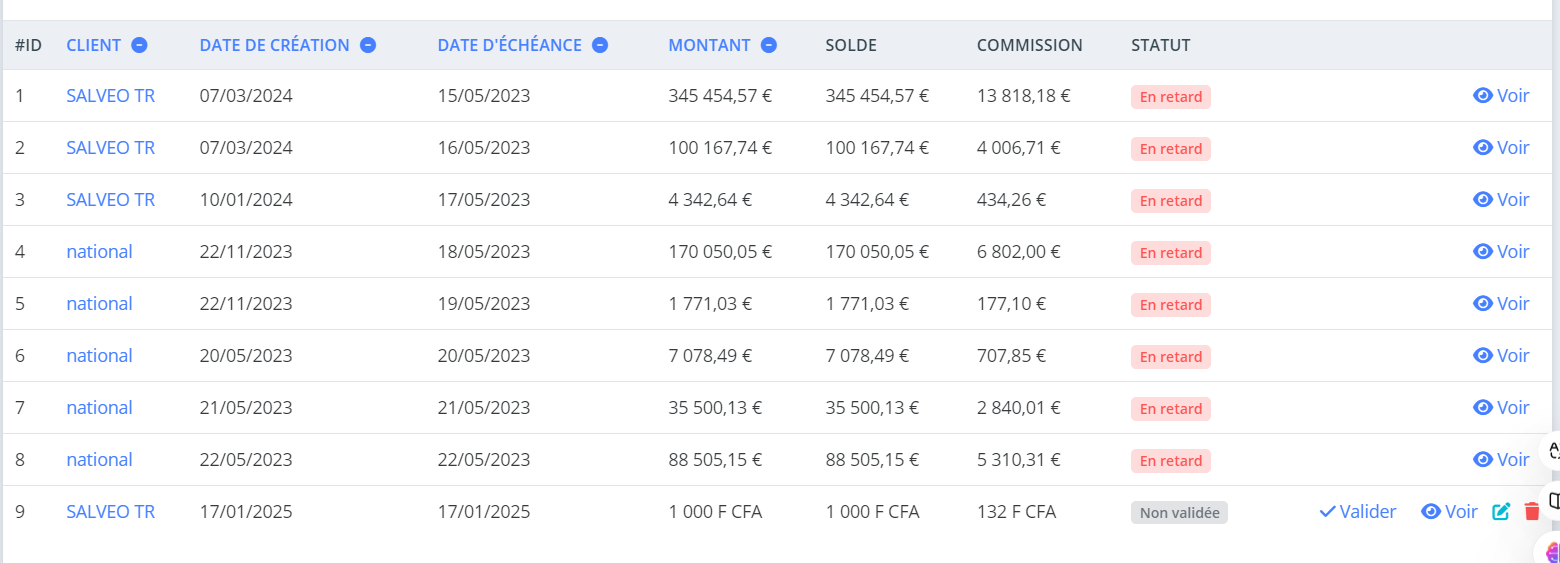 #ID CLIENT DATE DE CRÉATION DATE D'ÉCHÉANCE MONTANT SOLDE COMMISSION STATUT
1 SALVEO TR 07/03/2024 15/05/2023 345 454,57 € 345 454,57 € 13 818,18 € En retard Voir
2 SALVEO TR 07/03/2024 16/05/2023 100 167,74 € 100 167,74 € 4 006,71 € En retard Voir
3 SALVEO TR 10/01/2024 17/05/2023 4 342,64 € 4 342,64 € 434,26 € En retard Voir
4 national 22/11/2023 18/05/2023 170 050,05 € 170 050,05 € 6 802,00 € En retard Voir
5 national 22/11/2023 19/05/2023 1 771,03 € 1 771,03 € 177,10 € En retard Voir
6 national 20/05/2023 20/05/2023 7 078,49 € 7 078,49 € 707,85 € En retard Voir
7 national 21/05/2023 21/05/2023 35 500,13 € 35 500,13 € 2 840,01 € En retard Voir
8 national 22/05/2023 22/05/2023 88 505,15 € 88 505,15 € 5 310,31 € En retard Voir
9 SALVEO TR 17/01/2025 17/01/2025 1 000 F CFA 1 000 F CFA 132 F CFA Non validée Valider Voir